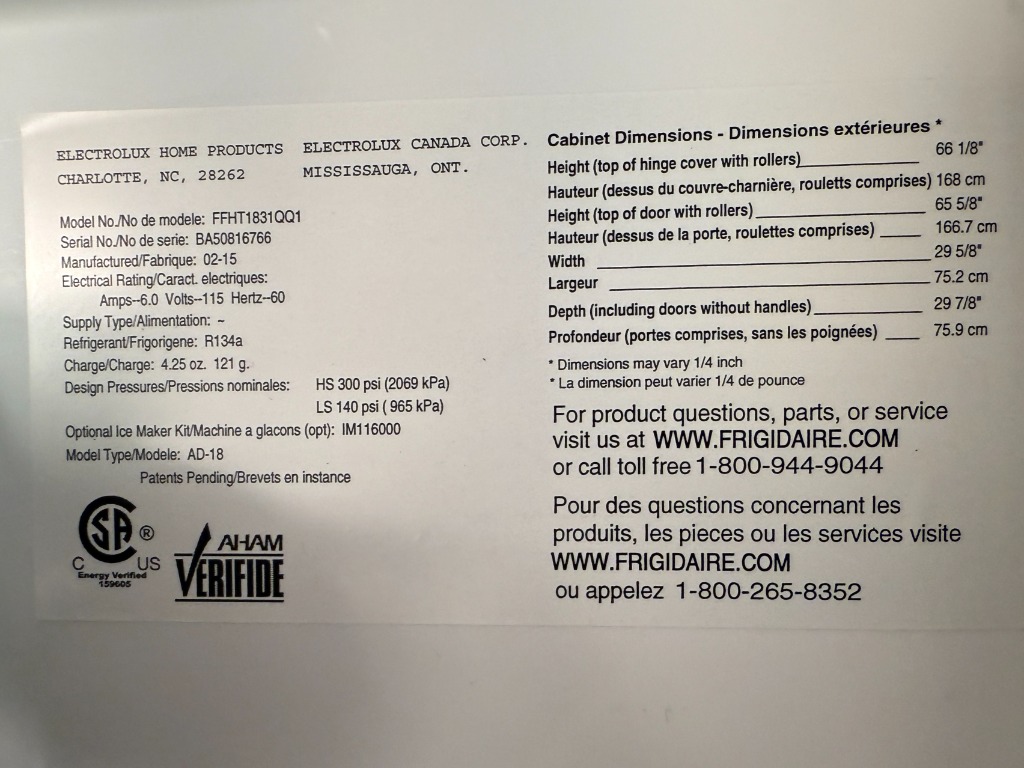 ELECTROLUX HOME PRODUCTS
CHARLOTTE, NC, 28262
ELECTROLUX CANADA CORP.
MISSISSAUGA, ONT.
Model No./No de modele: FFHT1831QQ1
Serial No./No de serie: BA50816766
Manufactured/Fabrique: 02-15
Electrical Rating/Caract. electriques:
Amps--6.0 Volts--115 Hertz--60
Supply Type/Alimentation: ~
Refrigerant/Frigorigene: R134a
Charge/Charge: 4.25 oz. 121 g.
Design Pressures/Pressions nominales: HS 300 psi (2069 kPa)
LS 140 psi ( 965 kPa)
Optional Ice Maker Kit/Machine a glacons (opt): IM116000
Model Type/Modele: AD-18
Patents Pending/Brevets en instance
SA ®
C US
Energy Verified
159605
AHAM
VERIFIDE
Cabinet Dimensions - Dimensions extérieures *
Height (top of hinge cover with rollers) 66 1/8"
Hauteur (dessus du couvre-charnière, rouletts comprises) 168 cm
Height (top of door with rollers) 65 5/8"
Hauteur (dessus de la porte, roulettes comprises) 166.7 cm
Width 29 5/8"
Largeur 75.2 cm
Depth (including doors without handles) 29 7/8"
Profondeur (portes comprises, sans les poignées) 75.9 cm
* Dimensions may vary 1/4 inch
* La dimension peut varier 1/4 de pounce
For product questions, parts, or service
visit us at WWW.FRIGIDAIRE.COM
or call toll free 1-800-944-9044
Pour des questions concernant les
produits, les pieces ou les services visite
WWW.FRIGIDAIRE.COM
ou appelez 1-800-265-8352